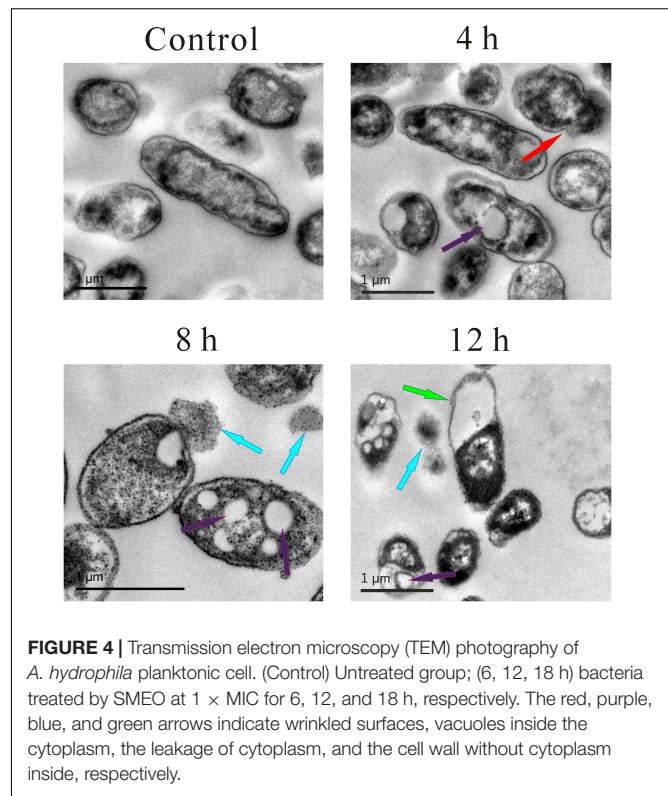 Control
4 h
1 µm
1 µm
8 h
12 h
1 µm
1 µm
FIGURE 4 | Transmission electron microscopy (TEM) photography of
A. hydrophila planktonic cell. (Control) Untreated group; (6, 12, 18 h) bacteria
treated by SMEO at 1 × MIC for 6, 12, and 18 h, respectively. The red, purple,
blue, and green arrows indicate wrinkled surfaces, vacuoles inside the
cytoplasm, the leakage of cytoplasm, and the cell wall without cytoplasm
inside, respectively.